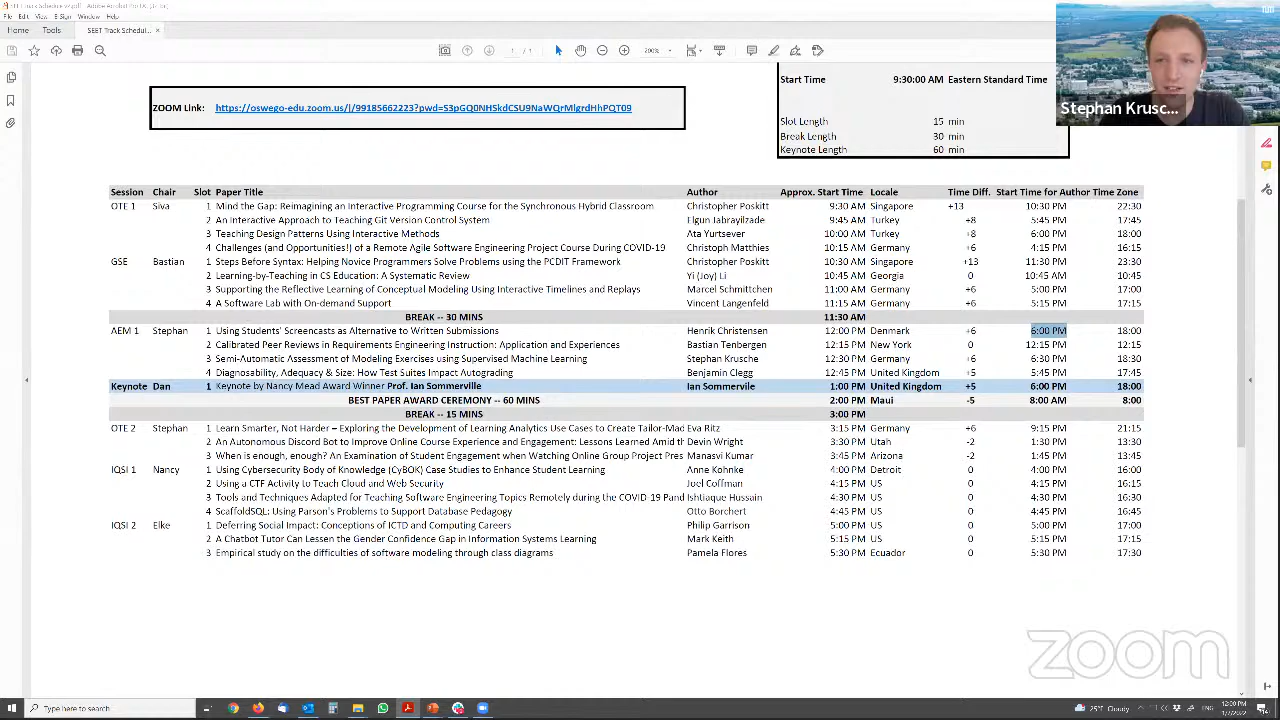 Home Tools SEET Track Schedul... ×
200%
Stephan Krusc...
Start Time 9:30:00 AM Eastern Standard Time
ZOOM Link:
Slot Length 15 min
Break Length 30 min
Keynote Length 60 min
Session Chair Slot Paper Title Author Approx. Start Time Locale Time Diff. Start Time for Author Time Zone
OTE 1 Siva 1 Mind the Gap: Reimagining an Interactive Programming Course for the Synchronous Hybrid Classroom Christopher Poskitt 9:30 AM Singapore +13 10:30 PM 22:30
2 An Interactive Approach to Teaching Git Version Control System Elgun Jabrayilzade 9:45 AM Turkey +8 5:45 PM 17:45
3 Teaching Design Patterns Using Interactive Methods Ata Yurtsever 10:00 AM Turkey +8 6:00 PM 18:00
4 Challenges (and Opportunities!) of a Remote Agile Software Engineering Project Course During COVID-19 Christoph Matthies 10:15 AM Germany +6 4:15 PM 16:15
GSE Bastian 1 Steps Before Syntax: Helping Novice Programmers Solve Problems using the PCDIT Framework Christopher Poskitt 10:30 AM Singapore +13 11:30 PM 23:30
2 Learning-by-Teaching in CS Education: A Systematic Review Yi (Joy) Li 10:45 AM Georgia 0 10:45 AM 10:45
3 Supporting the Reflective Learning of Conceptual Modeling Using Interactive Timelines and Replays Marcel Schmittchen 11:00 AM Germany +6 5:00 PM 17:00
4 A Software Lab with On-demand Support Vincent Langenfeld 11:15 AM Germany +6 5:15 PM 17:15
BREAK -- 30 MINS 11:30 AM
AEM 1 Stephan 1 Using Students' Screencasts as Alternative to Written Submissions Henrik Christensen 12:00 PM Denmark +6 6:00 PM 18:00
2 Calibrated Peer Reviews in Requirements Engineering Instruction: Application and Experiences Bastian Tenbergen 12:15 PM New York 0 12:15 PM 12:15
3 Semi-Automatic Assessment of Modeling Exercises using Supervised Machine Learning Stephan Krusche 12:30 PM Germany +6 6:30 PM 18:30
4 Diagnosability, Adequacy & Size: How Test Suites Impact Autograding Benjamin Clegg 12:45 PM United Kingdom +5 5:45 PM 17:45
Keynote Dan 1 Keynote by Nancy Mead Award Winner Prof. Ian Sommerville Ian Sommervile 1:00 PM United Kingdom +5 6:00 PM 18:00
BEST PAPER AWARD CEREMONY -- 60 MINS 2:00 PM Maui -5 8:00 AM 8:00
BREAK -- 15 MINS 3:00 PM
OTE 2 Stephan 1 Learn Smarter, Not Harder – Exploring the Development of Learning Analytics Use Cases to Create Tailor-Mad Eva Ritz 3:15 PM Germany +6 9:15 PM 21:15
2 An Autonomous Discord Bot to Improve Online Course Experience and Engagement: Lessons Learned Amid th Devin Wright 3:30 PM Utah -2 1:30 PM 13:30
3 When is enough, enough? An Examination of Student Engagement when Watching Online Group Project Pres Manasvi Kumar 3:45 PM Arizona -2 1:45 PM 13:45
IQSI 1 Nancy 1 Using Cybersecurity Body of Knowledge (CyBOK) Case Studies to Enhance Student Learning Anne Kohnke 4:00 PM Detroit 0 4:00 PM 16:00
2 Using a CTF Activity to Teach Cloud and Web Security Joel Coffman 4:15 PM US 0 4:15 PM 16:15
3 Tools and Techniques Adapted for Teaching Software Engineering Topics Remotely during the COVID-19 Pand Ishtiaque Hussain 4:30 PM US 0 4:30 PM 16:30
4 ScaffoldSQL: Using Parson's Problems to Support Database Pedagogy Otto Borchert 4:45 PM US 0 4:45 PM 16:45
IQSI 2 Elke 1 Deferring Social Impact: Conceptions of ICTD and Computing Careers Philip Garrison 5:00 PM US 0 5:00 PM 17:00
2 A Chatbot Tutor Can Lessen the Gender Confidence Gap in Information Systems Learning Mark Keith 5:15 PM US 0 5:15 PM 17:15
3 Empirical study on the difficulties of software modeling through class diagrams Pamela Flores 5:30 PM Ecuador 0 5:30 PM 17:30
zoom
Type here to search
25°F Cloudy ENG 12:00 PM
1/7/2022